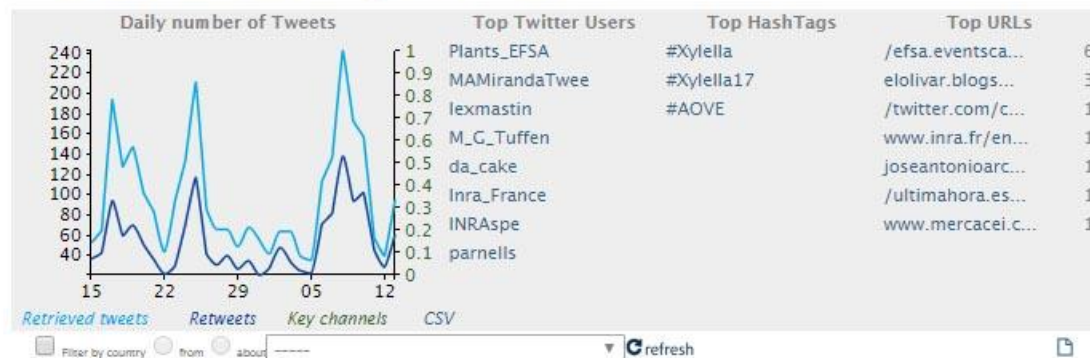 Daily number of Tweets
Top Twitter Users
Top HashTags
Top URLs
240
220
200
180
160
140
120
100
80
60
40
1
0.9
0.8
0.7
0.6
0.5
0.4
0.3
0.2
0.1
0
15 22 29 05 12
Plants_EFSA
MAMirandaTwee
lexmastin
M_G_Tuffen
da_cake
Inra_France
INRAspe
parnells
#Xylella
#Xylella17
#AOVE
/efsa.eventsca...
elolivar.blogs...
/twitter.com/c...
www.inra.fr/en...
joseantonioarc...
/ultimahora.es...
www.mercacei.c...
Retrieved tweets Retweets Key channels CSV
Filter by country from about ----- refresh